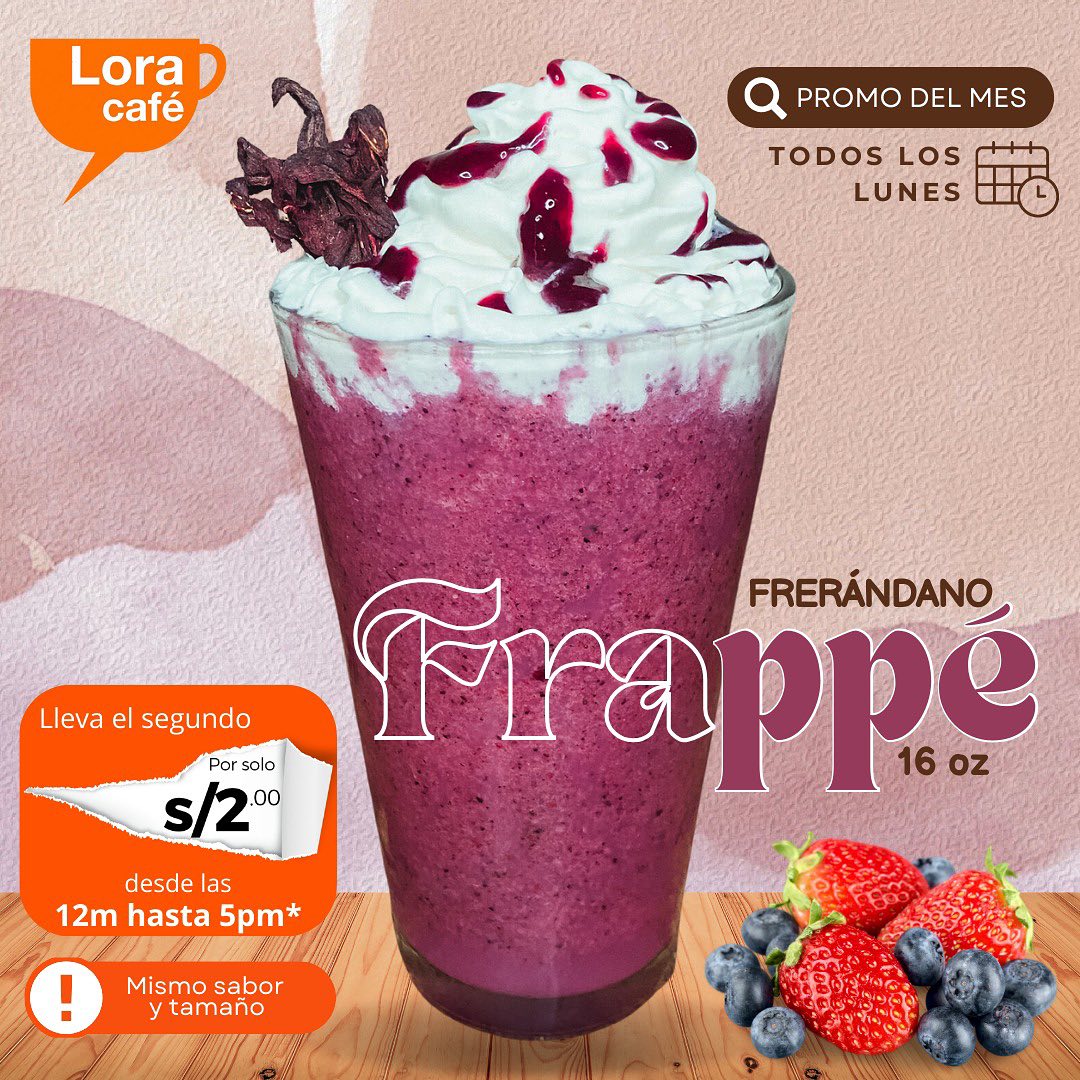 Lora
café
PROMO DEL MES
TODOS LOS
LUNES
FRERÁNDANO
Frappé
16 oz
Lleva el segundo
Por solo
s/2.00
desde las
12m hasta 5pm*
!
Mismo sabor
y tamaño